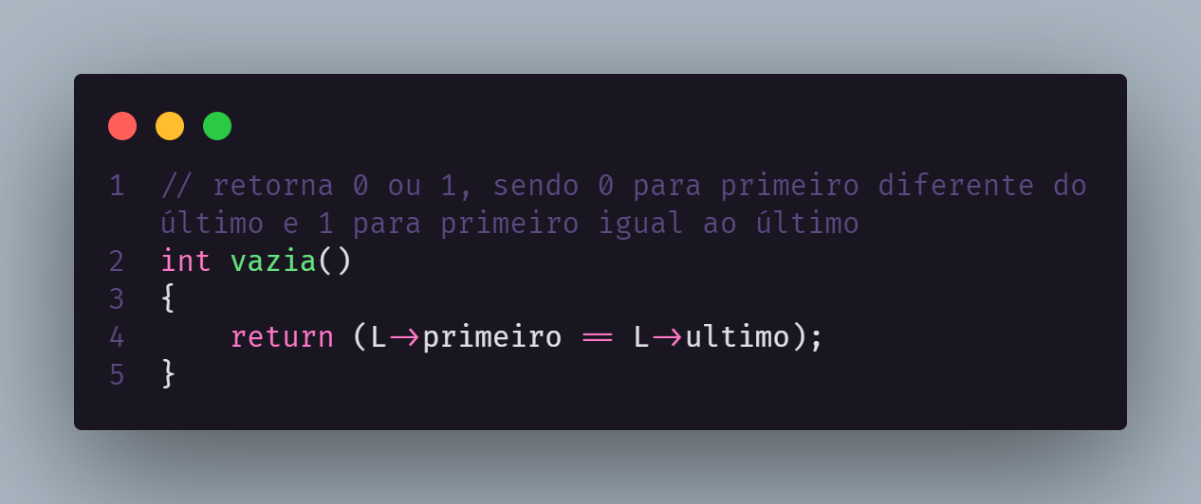 1 // retorna 0 ou 1, sendo 0 para primeiro diferente do
último e 1 para primeiro igual ao último
2 int vazia()
3 {
4     return (L->primeiro == L->ultimo);
5 }